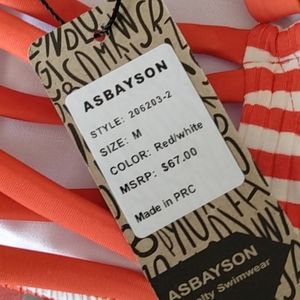 ASBAYSON
STYLE: 206203-2
SIZE: M
COLOR: Red/white
MSRP: $67.00
Made in PRC
ASBAYSON
Swimwear